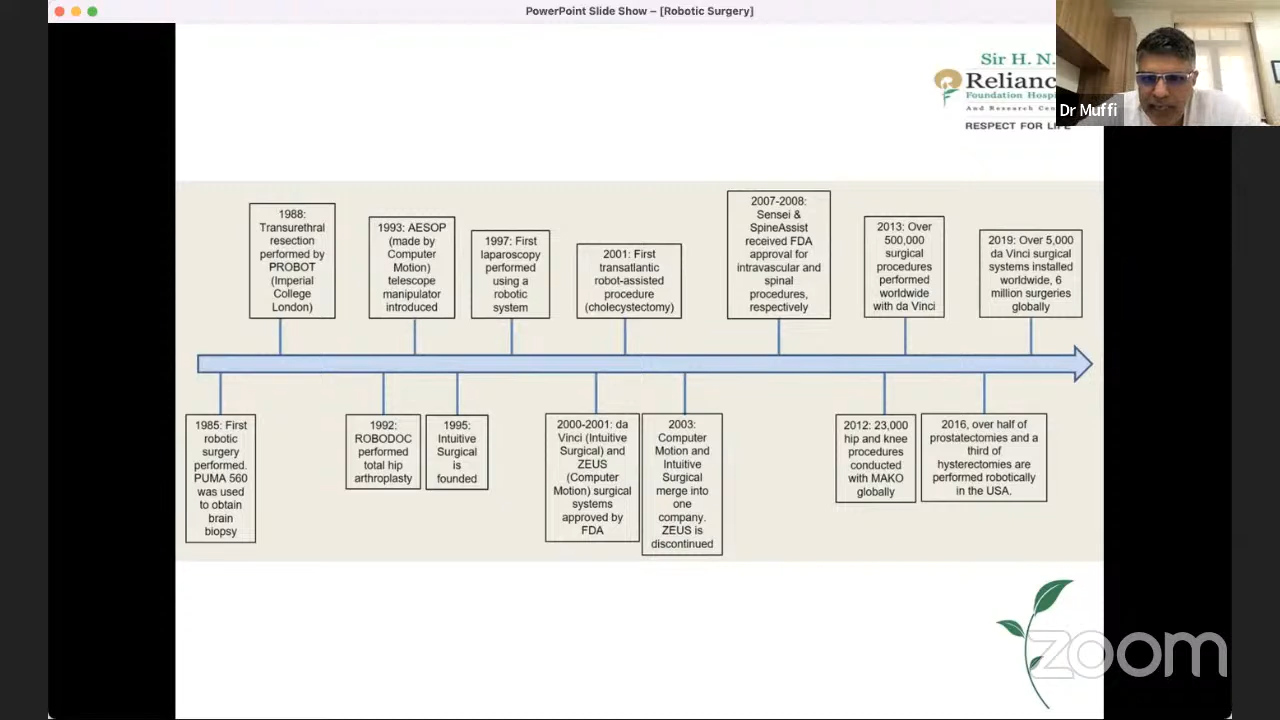 PowerPoint Slide Show – [Robotic Surgery]
Sir H. N.
Relianc
Foundation Hosp
And Research Cen
RESPECT FOR LIFE
Dr Muffi
1988:
Transurethral
resection
performed by
PROBOT
(Imperial
College
London)
1993: AESOP
(made by
Computer
Motion)
telescope
manipulator
introduced
1997: First
laparoscopy
performed
using a
robotic
system
2001: First
transatlantic
robot-assisted
procedure
(cholecystectomy)
2007-2008:
Sensei &
SpineAssist
received FDA
approval for
intravascular and
spinal
procedures,
respectively
2013: Over
500,000
surgical
procedures
performed
worldwide
with da Vinci
2019: Over 5,000
da Vinci surgical
systems installed
worldwide, 6
million surgeries
globally
1985: First
robotic
surgery
performed.
PUMA 560
was used
to obtain
brain
biopsy
1992:
ROBODOC
performed
total hip
arthroplasty
1995:
Intuitive
Surgical
is
founded
2000-2001: da
Vinci (Intuitive
Surgical) and
ZEUS
(Computer
Motion) surgical
systems
approved by
FDA
2003:
Computer
Motion and
Intuitive
Surgical
merge into
one
company.
ZEUS is
discontinued
2012: 23,000
hip and knee
procedures
conducted
with MAKO
globally
2016, over half of
prostatectomies and a
third of
hysterectomies are
performed robotically
in the USA.
zoom